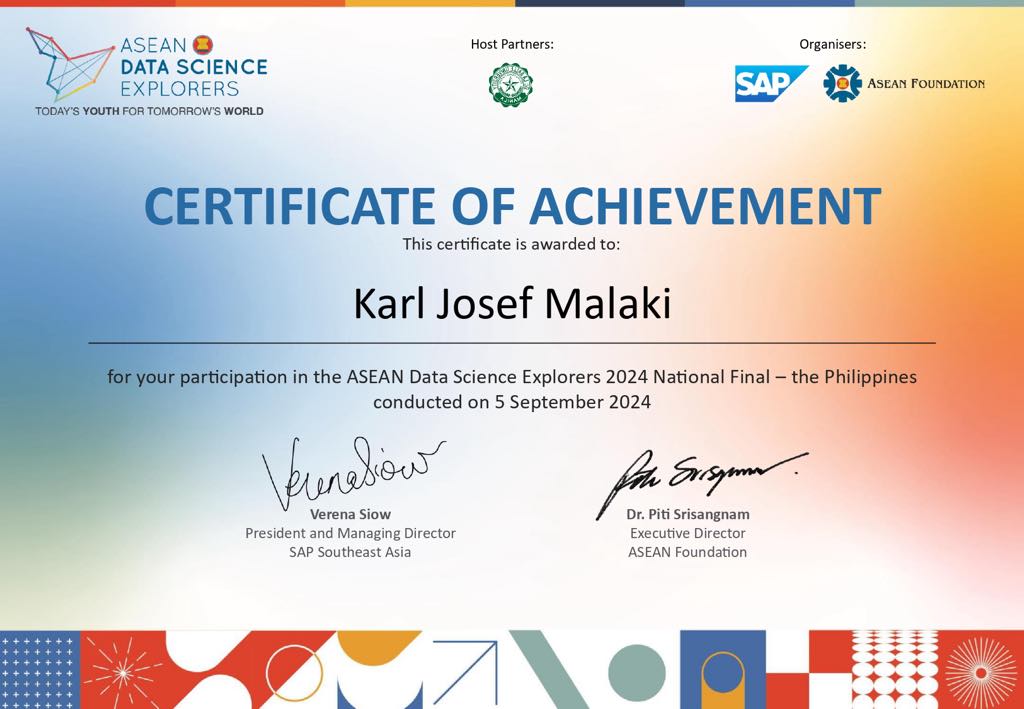 ASEAN
DATA SCIENCE
EXPLORERS
TODAY'S YOUTH FOR TOMORROW'S WORLD
Host Partners:
Organisers:
SAP
ASEAN FOUNDATION
CERTIFICATE OF ACHIEVEMENT
This certificate is awarded to:
Karl Josef Malaki
for your participation in the ASEAN Data Science Explorers 2024 National Final – the Philippines
conducted on 5 September 2024
Verena Siow
Verena Siow
President and Managing Director
SAP Southeast Asia
Dr. Piti Srisangnam
Executive Director
ASEAN Foundation